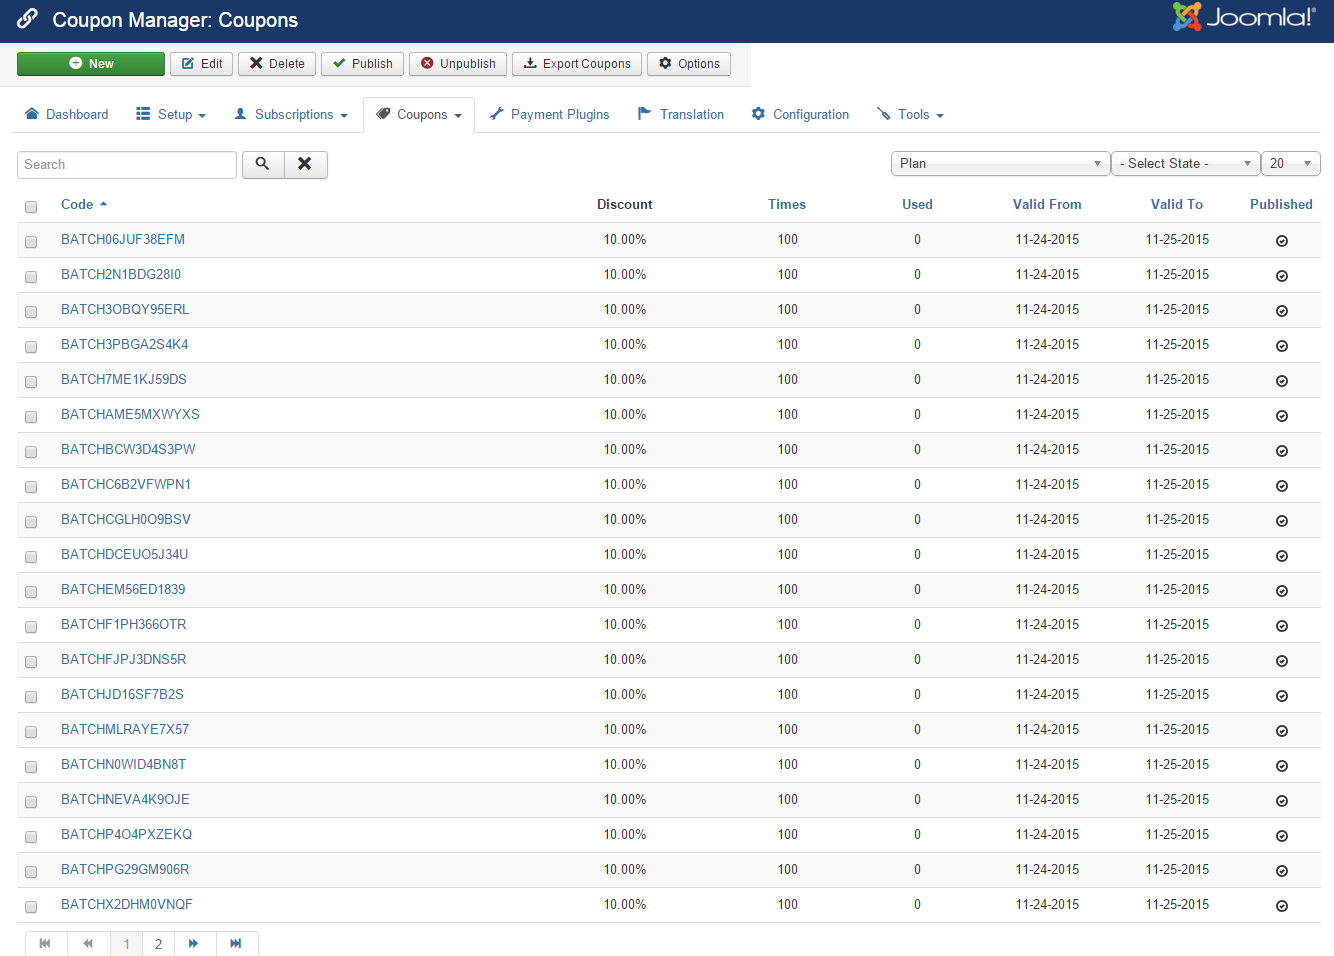 Coupon Manager: Coupons Joomla!®
New Edit Delete Publish Unpublish Export Coupons Options
Dashboard Setup Subscriptions Coupons Payment Plugins Translation Configuration Tools
Search Plan - Select State - 20
Code Discount Times Used Valid From Valid To Published
BATCH06JUF38EFM 10.00% 100 0 11-24-2015 11-25-2015
BATCH2N1BDG28I0 10.00% 100 0 11-24-2015 11-25-2015
BATCH3OBQY95ERL 10.00% 100 0 11-24-2015 11-25-2015
BATCH3PBGA2S4K4 10.00% 100 0 11-24-2015 11-25-2015
BATCH7ME1KJ59DS 10.00% 100 0 11-24-2015 11-25-2015
BATCHAME5MXWYXS 10.00% 100 0 11-24-2015 11-25-2015
BATCHBCW3D4S3PW 10.00% 100 0 11-24-2015 11-25-2015
BATCHC6B2VFWPN1 10.00% 100 0 11-24-2015 11-25-2015
BATCHCGLH0O9BSV 10.00% 100 0 11-24-2015 11-25-2015
BATCHDCEUO5J34U 10.00% 100 0 11-24-2015 11-25-2015
BATCHEM56ED1839 10.00% 100 0 11-24-2015 11-25-2015
BATCHF1PH366OTR 10.00% 100 0 11-24-2015 11-25-2015
BATCHFJPJ3DNS5R 10.00% 100 0 11-24-2015 11-25-2015
BATCHJD16SF7B2S 10.00% 100 0 11-24-2015 11-25-2015
BATCHMLRAYE7X57 10.00% 100 0 11-24-2015 11-25-2015
BATCHN0WID4BN8T 10.00% 100 0 11-24-2015 11-25-2015
BATCHNEVA4K9OJE 10.00% 100 0 11-24-2015 11-25-2015
BATCHP4O4PXZEKQ 10.00% 100 0 11-24-2015 11-25-2015
BATCHPG29GM906R 10.00% 100 0 11-24-2015 11-25-2015
BATCHX2DHM0VNQF 10.00% 100 0 11-24-2015 11-25-2015
1 2